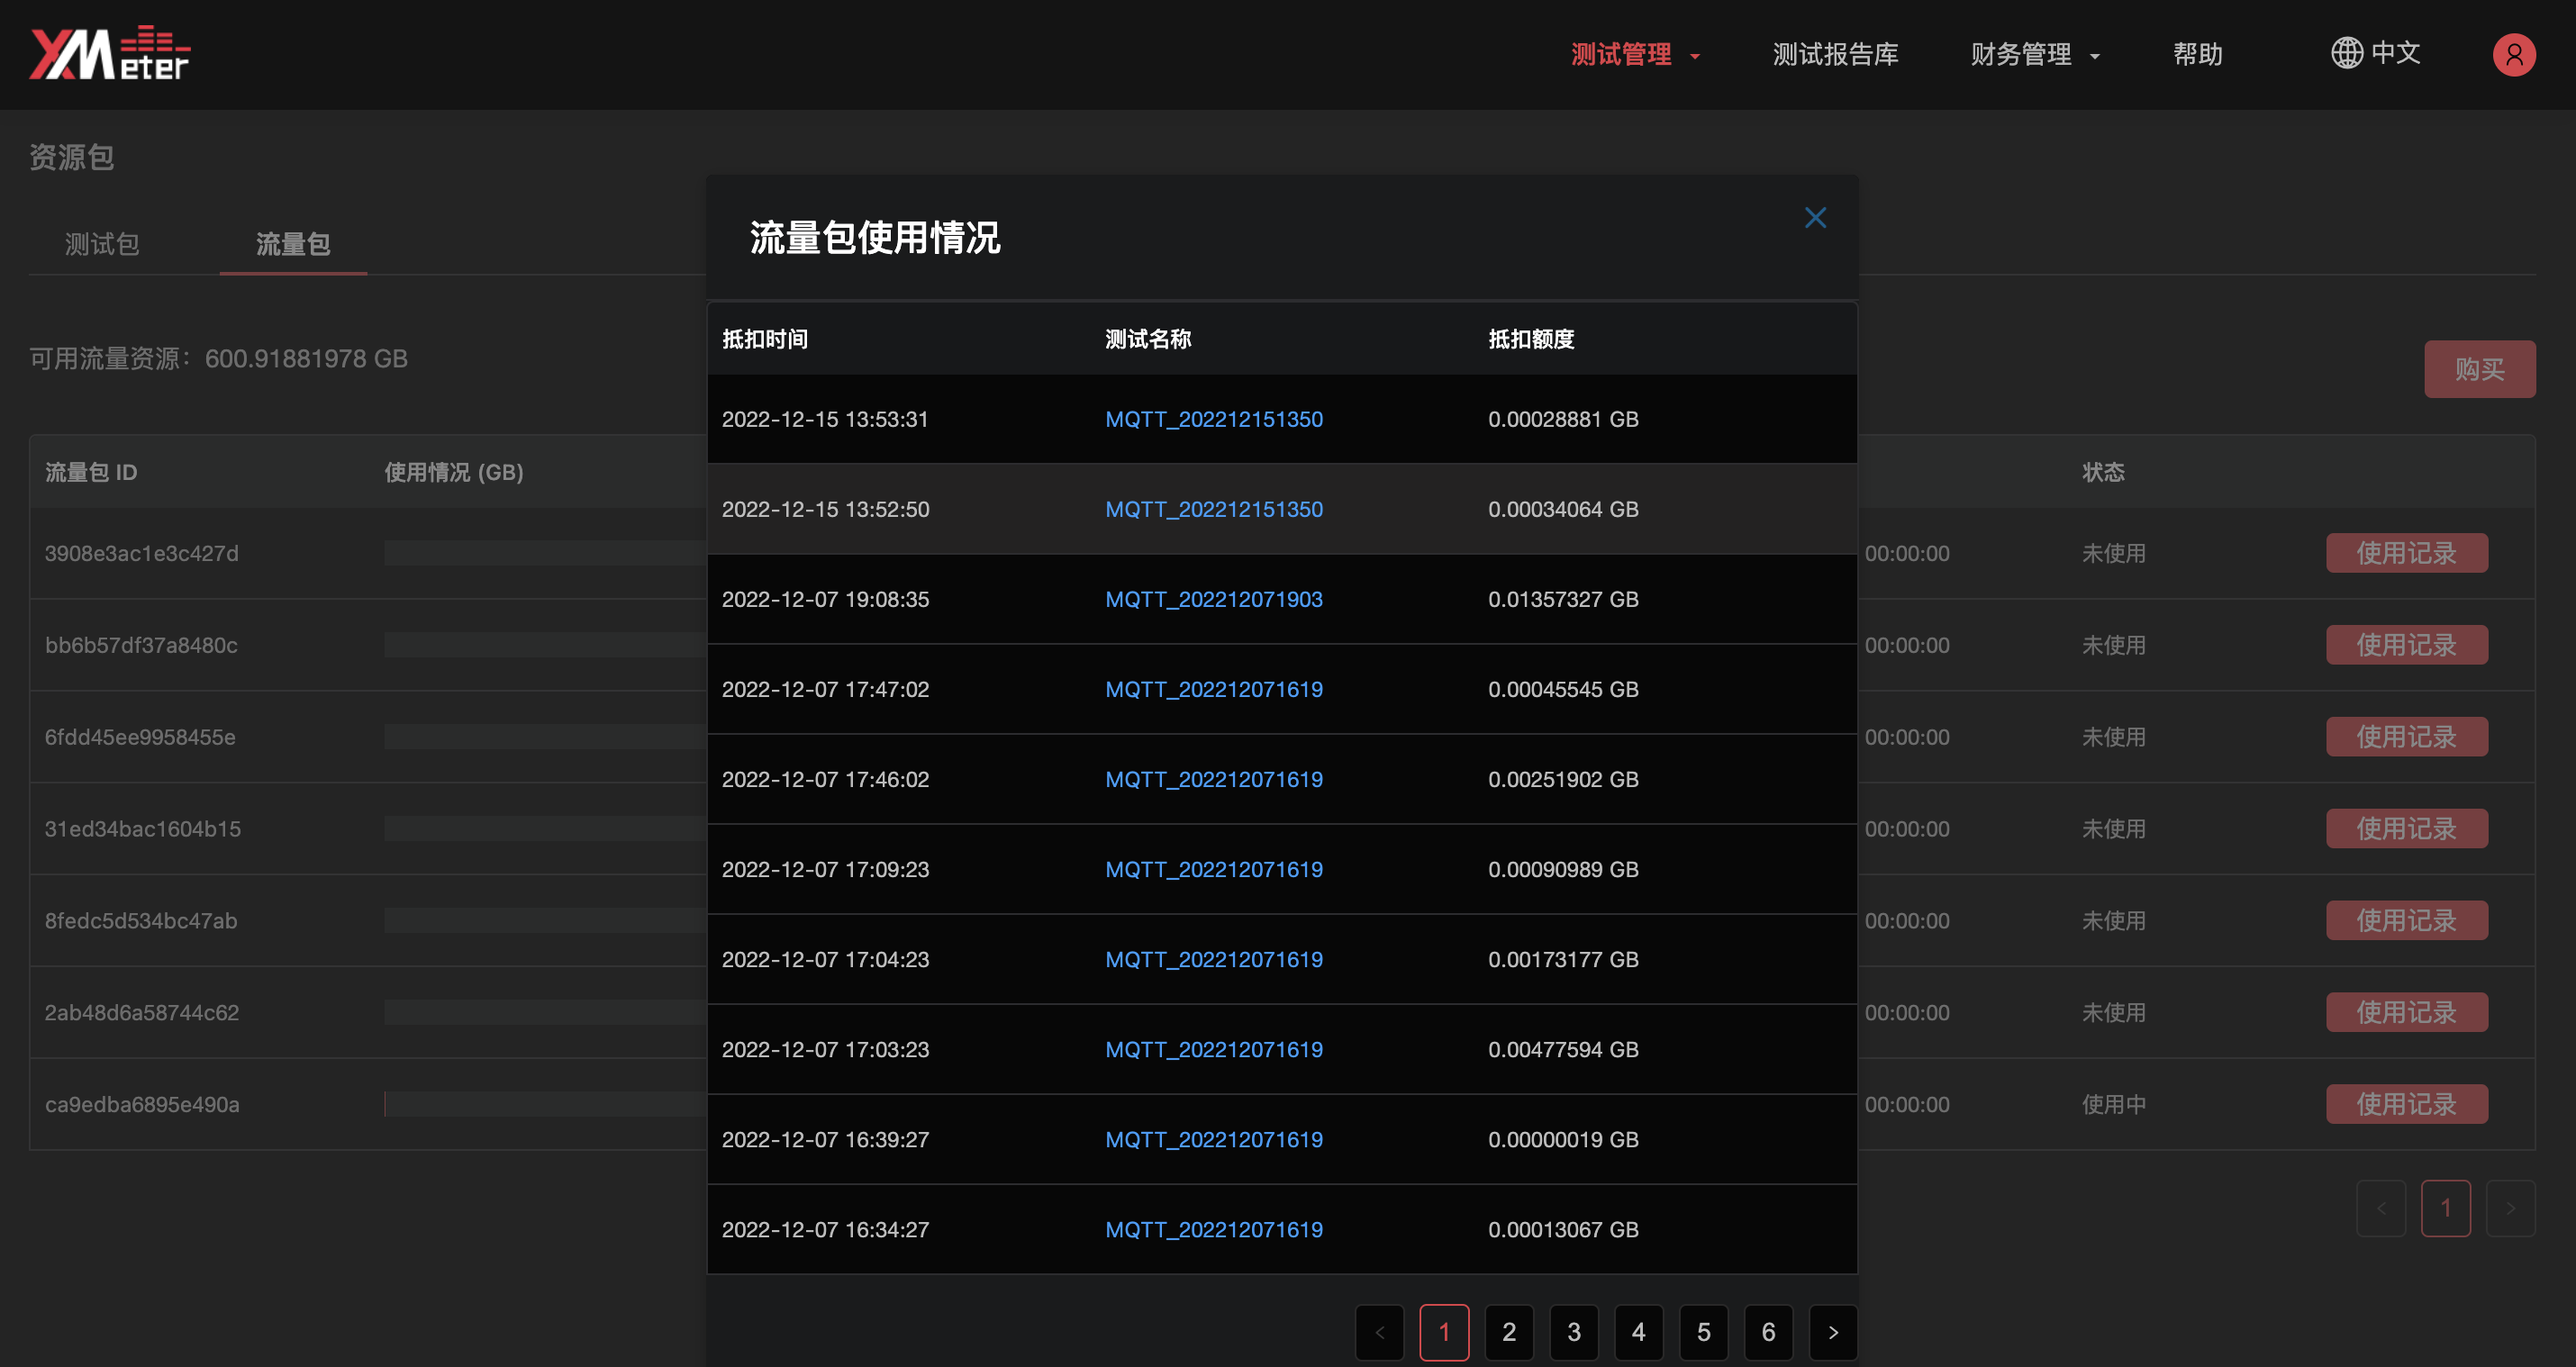 XMeter
测试管理
测试报告库
财务管理
帮助
中文
资源包
测试包
流量包
可用流量资源：600.91881978 GB
购买
流量包 ID
使用情况 (GB)
状态
3908e3ac1e3c427d
00:00:00
未使用
使用记录
bb6b57df37a8480c
00:00:00
未使用
使用记录
6fdd45ee9958455e
00:00:00
未使用
使用记录
31ed34bac1604b15
00:00:00
未使用
使用记录
8fedc5d534bc47ab
00:00:00
未使用
使用记录
2ab48d6a58744c62
00:00:00
未使用
使用记录
ca9edba6895e490a
00:00:00
使用中
使用记录
< 1 >
流量包使用情况
抵扣时间 测试名称 抵扣额度
2022-12-15 13:53:31 MQTT_202212151350 0.00028881 GB
2022-12-15 13:52:50 MQTT_202212151350 0.00034064 GB
2022-12-07 19:08:35 MQTT_202212071903 0.01357327 GB
2022-12-07 17:47:02 MQTT_202212071619 0.00045545 GB
2022-12-07 17:46:02 MQTT_202212071619 0.00251902 GB
2022-12-07 17:09:23 MQTT_202212071619 0.00090989 GB
2022-12-07 17:04:23 MQTT_202212071619 0.00173177 GB
2022-12-07 17:03:23 MQTT_202212071619 0.00477594 GB
2022-12-07 16:39:27 MQTT_202212071619 0.00000019 GB
2022-12-07 16:34:27 MQTT_202212071619 0.00013067 GB
< 1 2 3 4 5 6 >